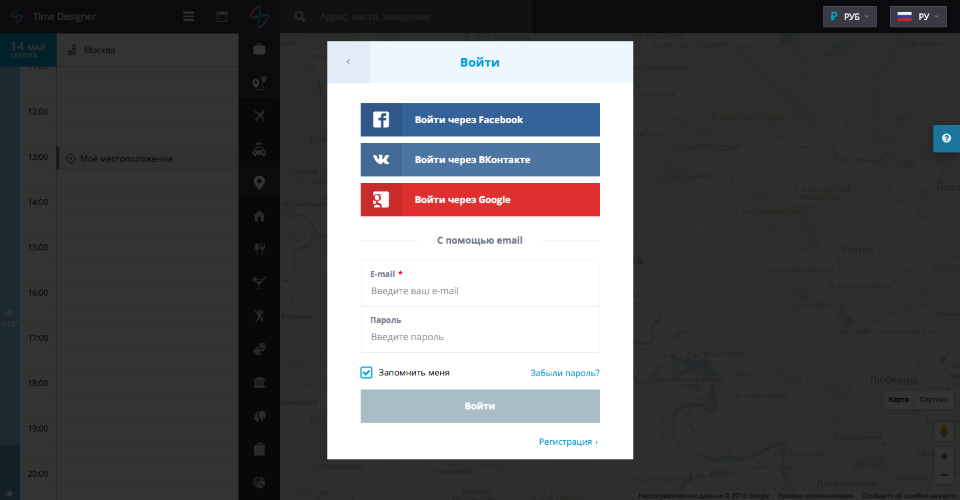 Time Designer
Адрес, место, заведение
РУБ
РУ
14 МАЙ
СУББОТА
Москва
12:00
13:00
Моё местоположение
14:00
15:00
16:00
17:00
18:00
19:00
20:00
Войти
Войти через Facebook
Войти через ВКонтакте
Войти через Google
С помощью email
E-mail *
Введите ваш e-mail
Пароль
Введите пароль
Запомнить меня
Забыли пароль?
Войти
Регистрация
Реутов
Люберцы
Карта
Спутник
Котельники
Дзержинский
Картографические данные © 2016 Google
Условия использования
Сообщить об ошибке на карте